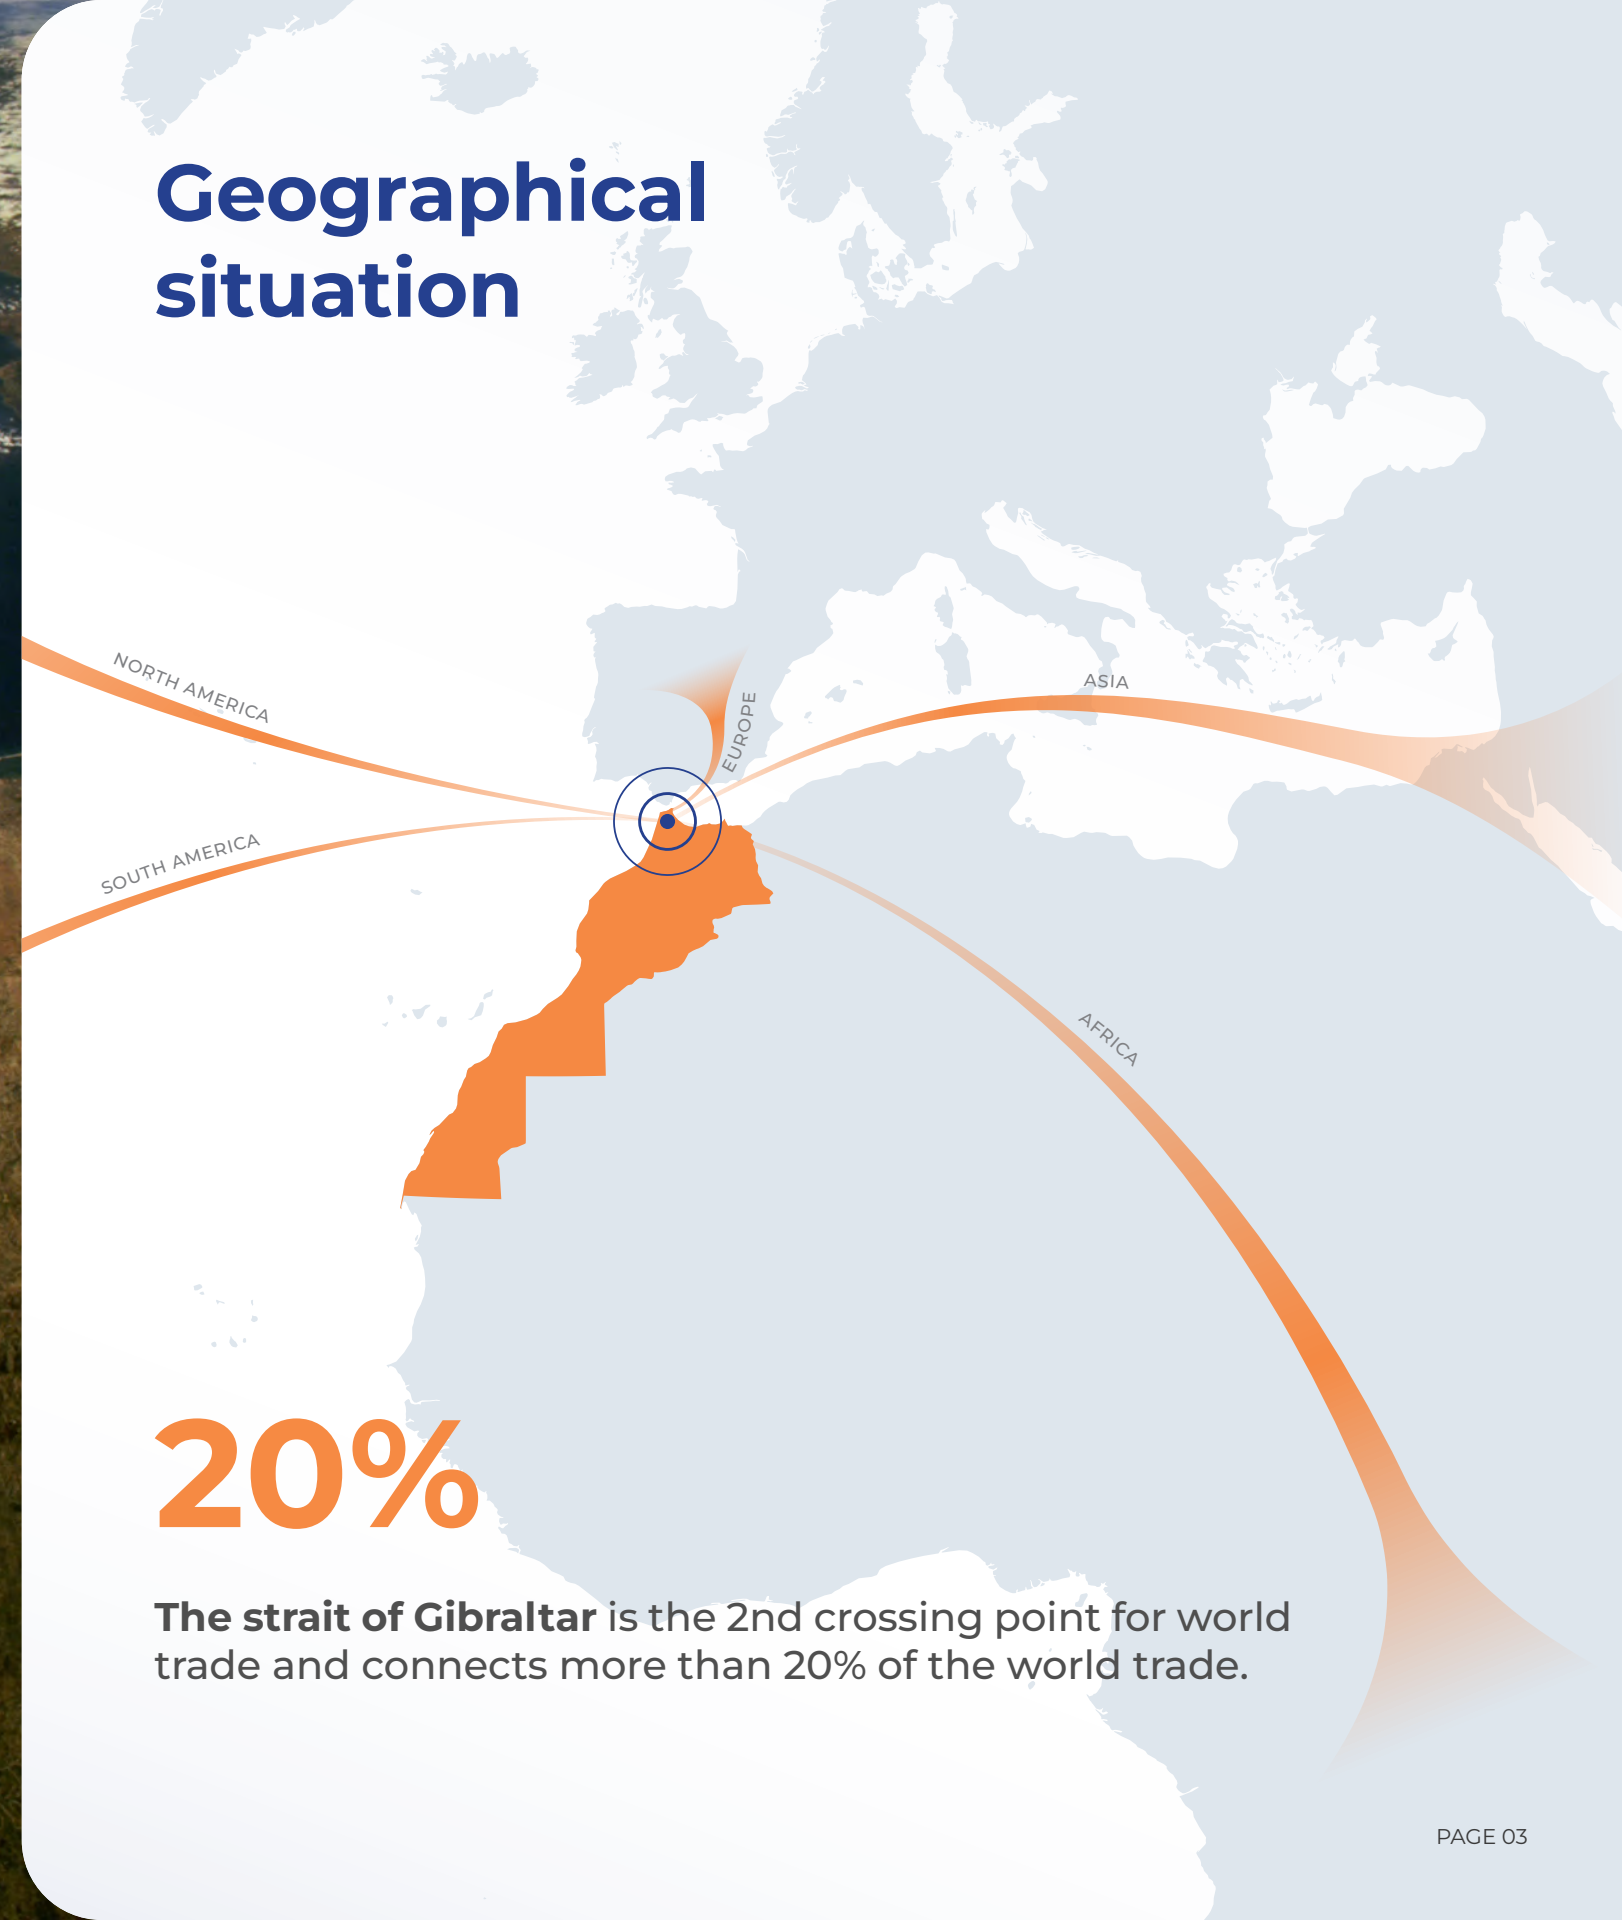 Geographical
situation
NORTH AMERICA
EUROPE
ASIA
SOUTH AMERICA
AFRICA
20%
The strait of Gibraltar is the 2nd crossing point for world
trade and connects more than 20% of the world trade.
PAGE 03